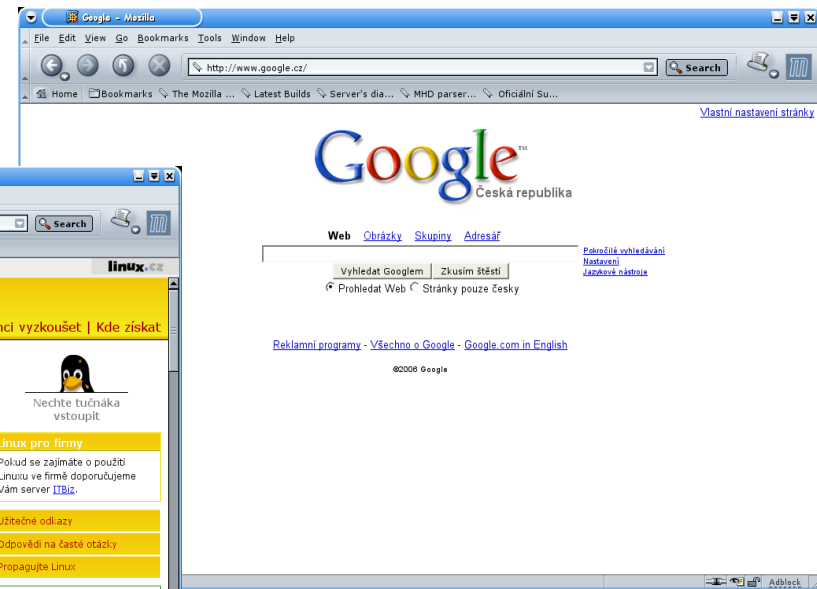 Google - Mozilla
File Edit View Go Bookmarks Tools Window Help
http://www.google.cz/
Search
Home Bookmarks The Mozilla ... Latest Builds Server's dia... MHD parser... Oficiální Su...
Vlastní nastavení stránky
Google™
Česká republika
Web Obrázky Skupiny Adresář
Pokročilé vyhledávání
Nastavení
Jazykové nástroje
Vyhledat Googlem Zkusím štěstí
Prohledat Web Stránky pouze česky
Reklamní programy - Všechno o Google - Google.com in English
©2006 Google
Adblock
Search
linux.cz
vyzkoušet | Kde získat
Nechte tučňáka
vstoupit
Linux pro firmy
Pokud se zajímáte o použití
Linuxu ve firmě doporučujeme
Vám server ITBiz.
Užitečné odkazy
Odpovědi na časté otázky
Propagujte Linux